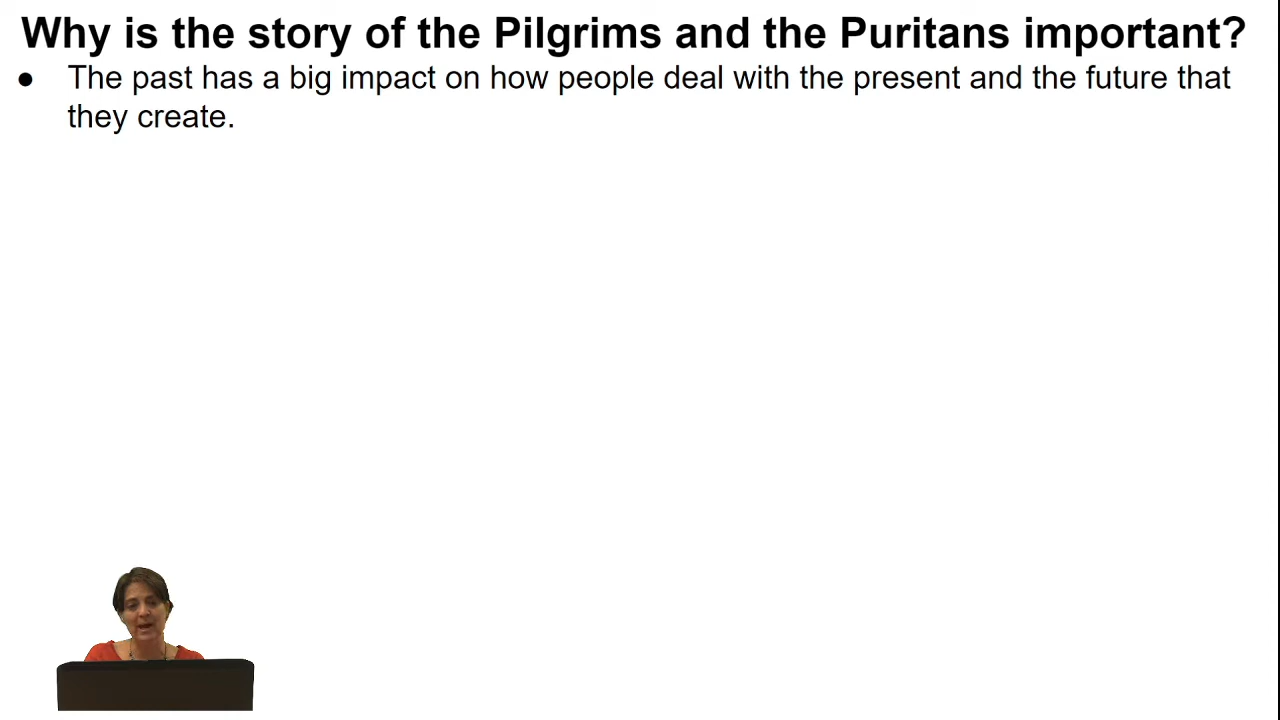 Why is the story of the Pilgrims and the Puritans important?
● The past has a big impact on how people deal with the present and the future that
they create.